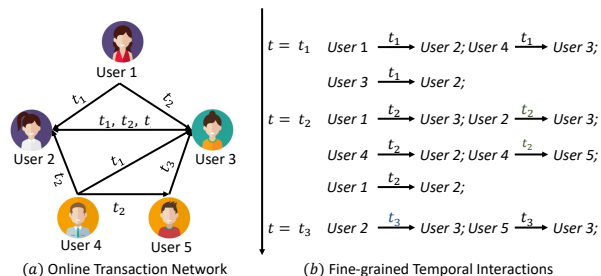 User 1
t₁
t₂
t₁, t₂, t
User 2
User 3
t₁
t₂
t₃
t₂
User 4
User 5
(a) Online Transaction Network
t = t₁
User 1 t₁ User 2; User 4 t₁ User 3;
User 3 t₁ User 2;
t = t₂
User 1 t₂ User 3; User 2 t₂ User 3;
User 4 t₂ User 2; User 4 t₂ User 5;
User 1 t₂ User 2;
t = t₃
User 2 t₃ User 3; User 5 t₃ User 3;
(b) Fine-grained Temporal Interactions